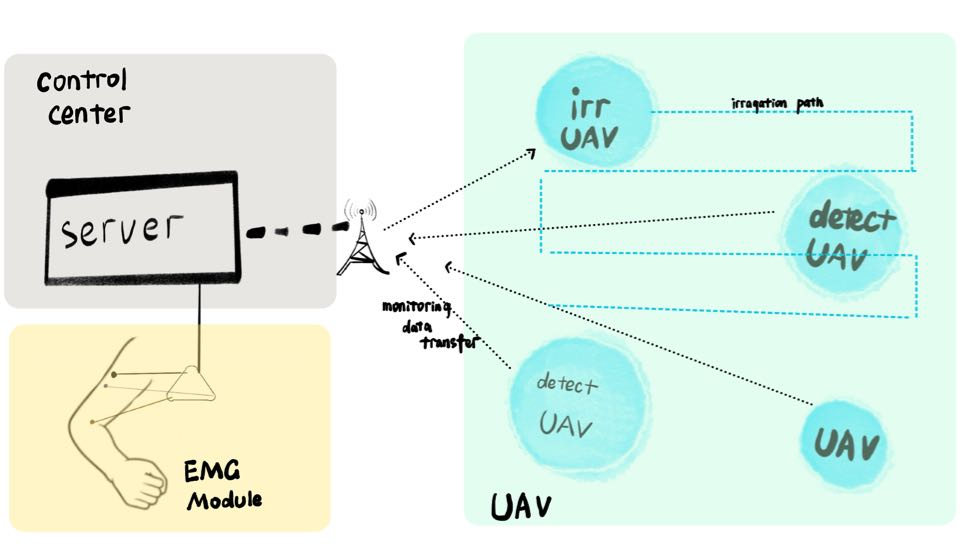 control
center
server
EMG
Module
monitoring
data
transfer
irr
UAV
irragation path
detect
UAV
detect
UAV
UAV
UAV